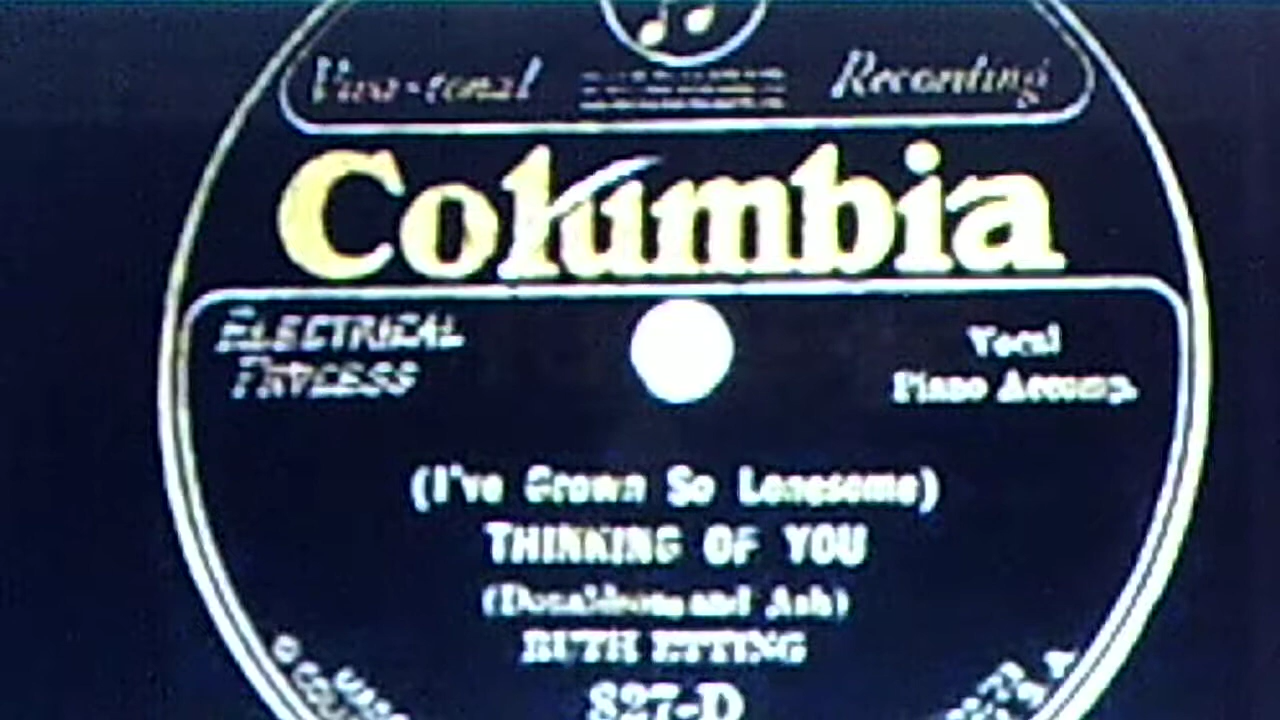 Viva-tonal Recording
Columbia
ELECTRICAL
PROCESS
Vocal
Piano Accomp.
(I've Grown So Lonesome)
THINKING OF YOU
(Donaldson and Ash)
RUTH ETTING
827-D